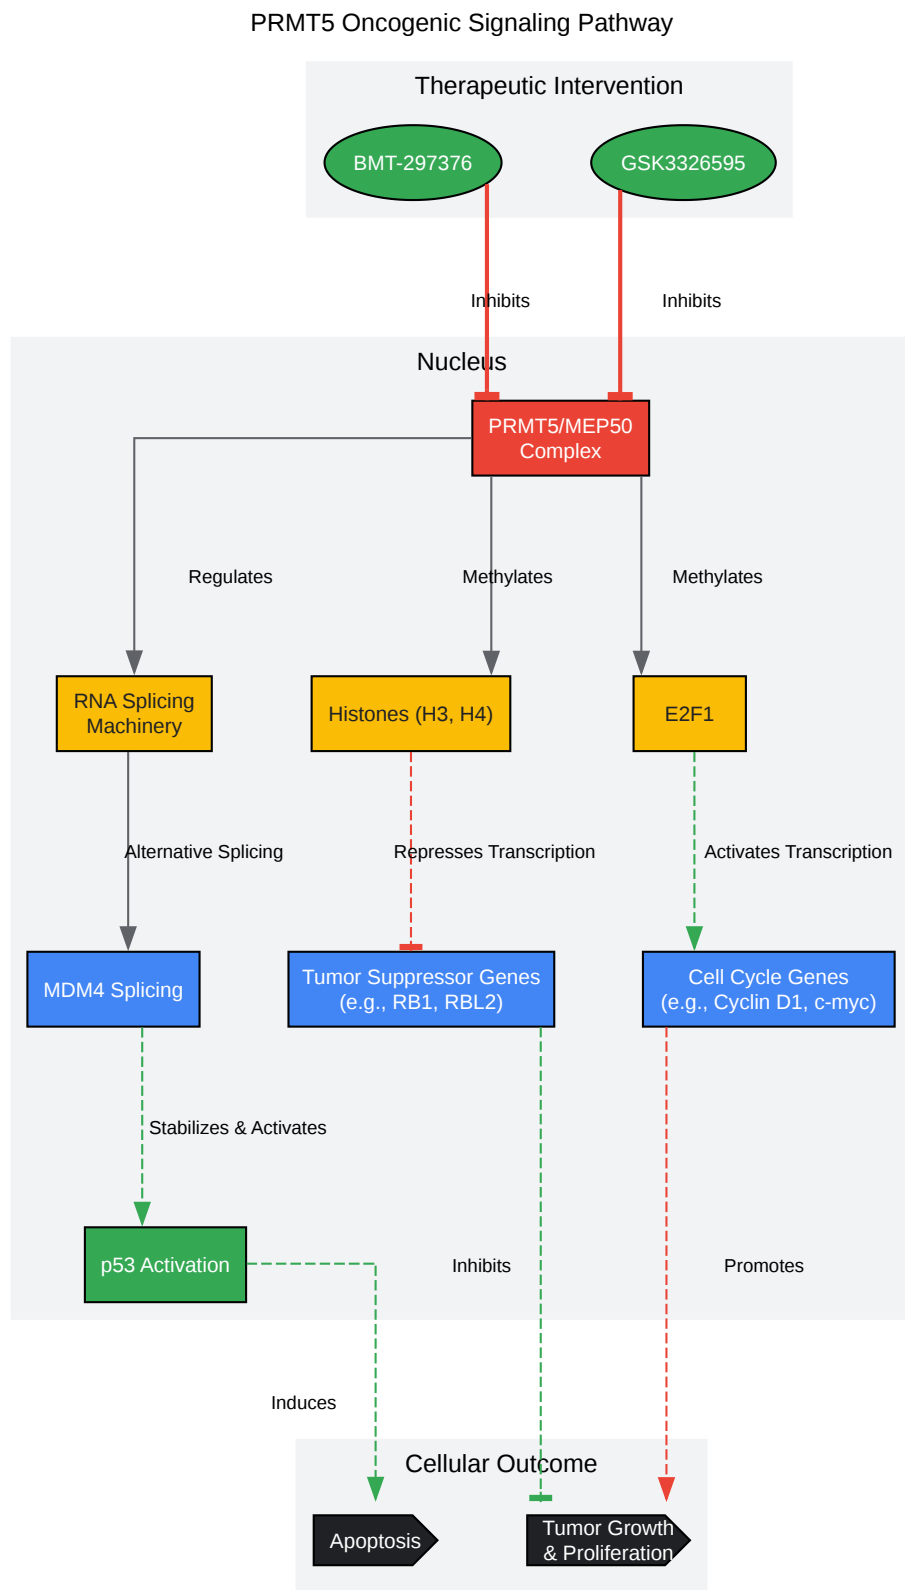 PRMT5 Oncogenic Signaling Pathway
Therapeutic Intervention
BMT-297376
GSK3326595
Inhibits
Inhibits
Nucleus
PRMT5/MEP50
Complex
Regulates
Methylates
Methylates
RNA Splicing
Machinery
Histones (H3, H4)
E2F1
Alternative Splicing
Represses Transcription
Activates Transcription
MDM4 Splicing
Tumor Suppressor Genes
(e.g., RB1, RBL2)
Cell Cycle Genes
(e.g., Cyclin D1, c-myc)
Stabilizes & Activates
p53 Activation
Inhibits
Promotes
Induces
Cellular Outcome
Apoptosis
Tumor Growth
& Proliferation